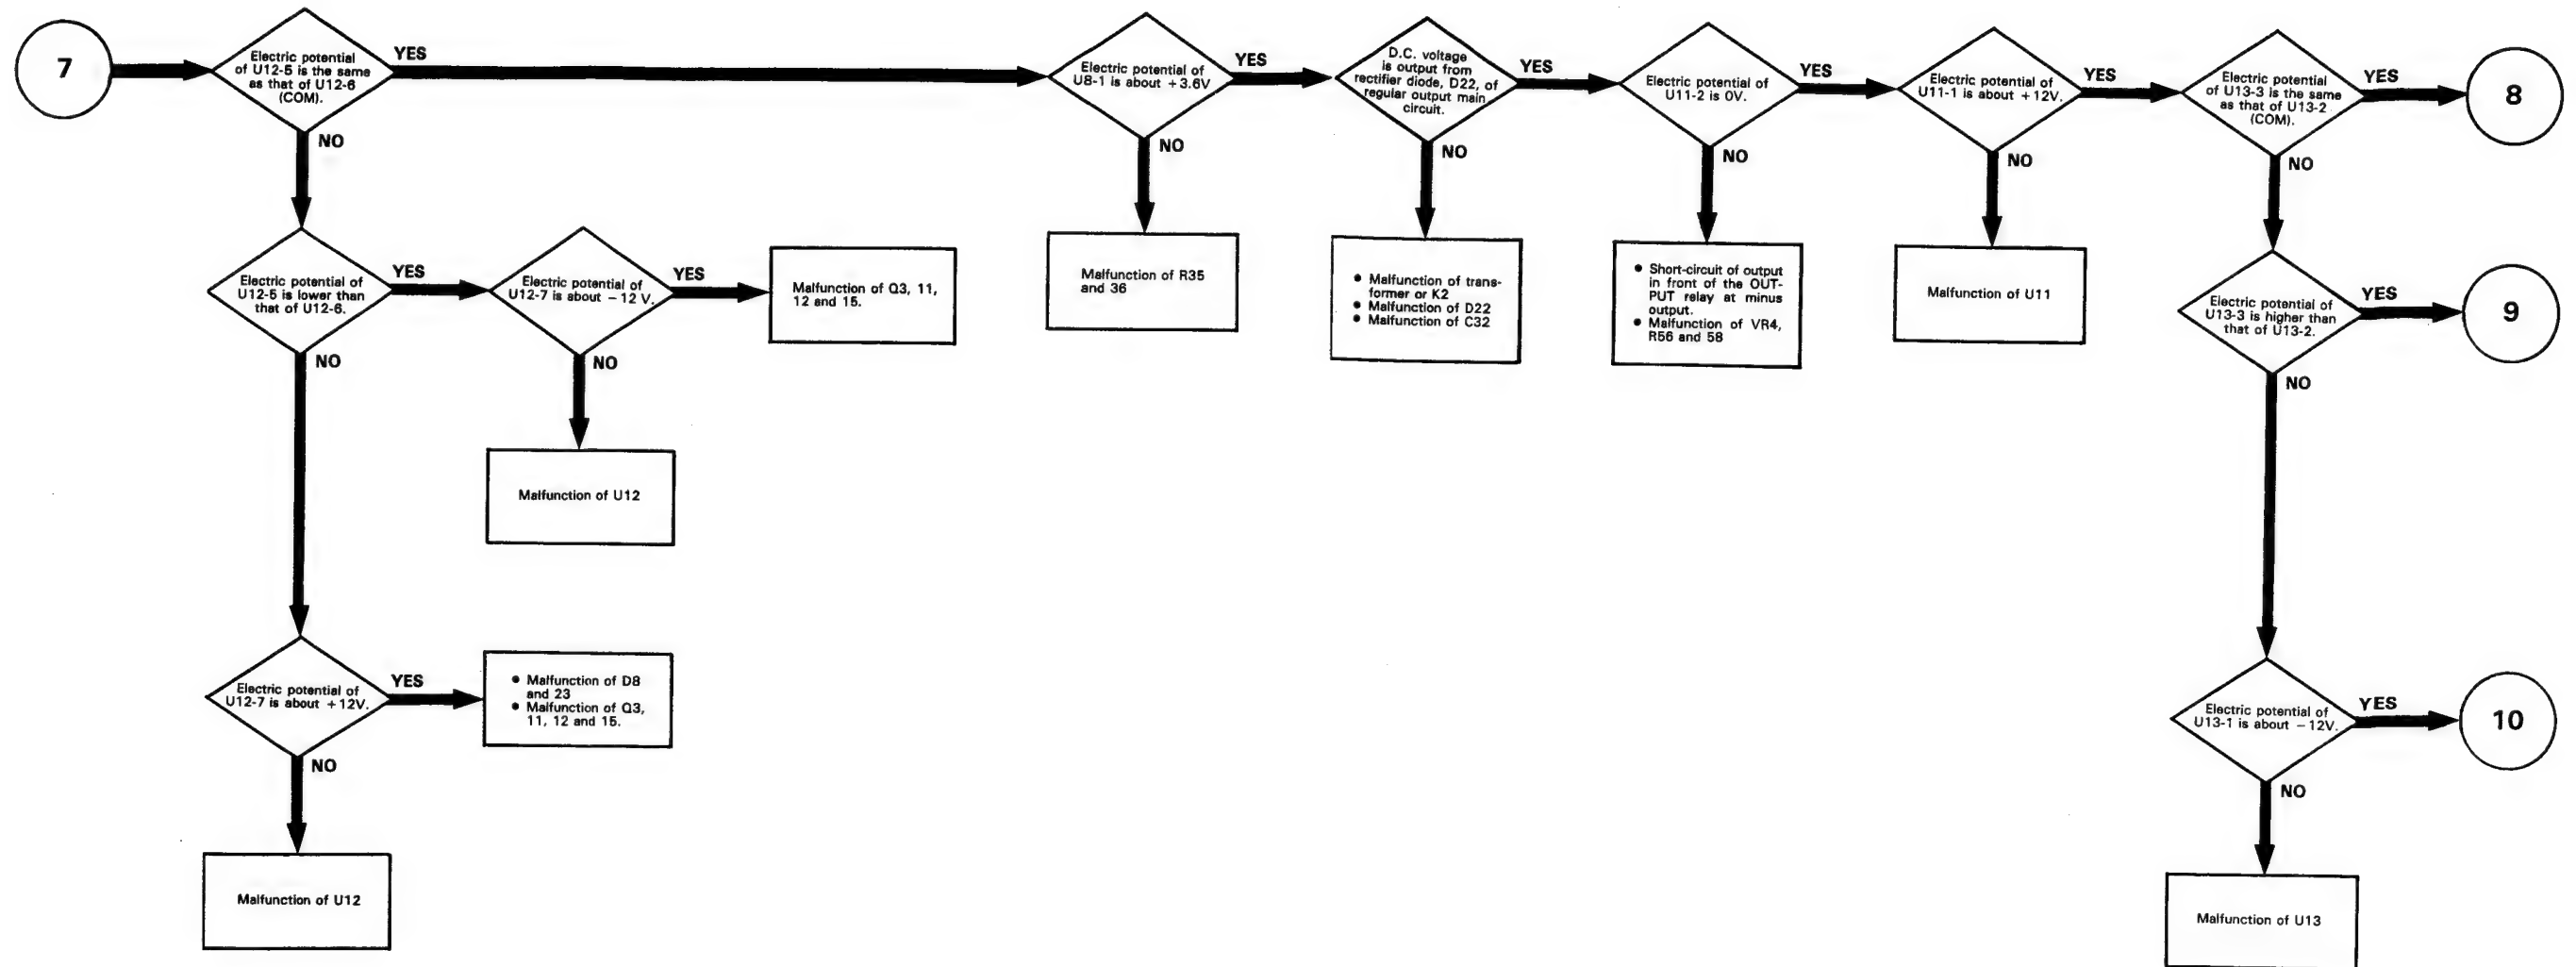 7
Electric potential
of U12-5 is the same
as that of U12-6
(COM).
YES
NO
Electric potential of
U8-1 is about +3.6V
YES
NO
D.C. voltage
is output from
rectifier diode, D22, of
regular output main
circuit.
YES
NO
Electric potential of
U11-2 is 0V.
YES
NO
Electric potential of
U11-1 is about +12V.
YES
NO
Electric potential
of U13-3 is the same
as that of U13-2
(COM).
YES
NO
8
Electric potential of
U12-5 is lower than
that of U12-6.
YES
NO
Electric potential of
U12-7 is about −12 V.
YES
NO
Malfunction of Q3, 11,
12 and 15.
Malfunction of R35
and 36
● Malfunction of trans-
former or K2
● Malfunction of D22
● Malfunction of C32
● Short-circuit of output
in front of the OUT-
PUT relay at minus
output.
● Malfunction of VR4,
R56 and 58
Malfunction of U11
Electric potential of
U13-3 is higher than
that of U13-2.
YES
NO
9
Malfunction of U12
Electric potential of
U12-7 is about +12V.
YES
NO
● Malfunction of D8
and 23
● Malfunction of Q3,
11, 12 and 15.
Electric potential of
U13-1 is about −12V.
YES
NO
10
Malfunction of U12
Malfunction of U13